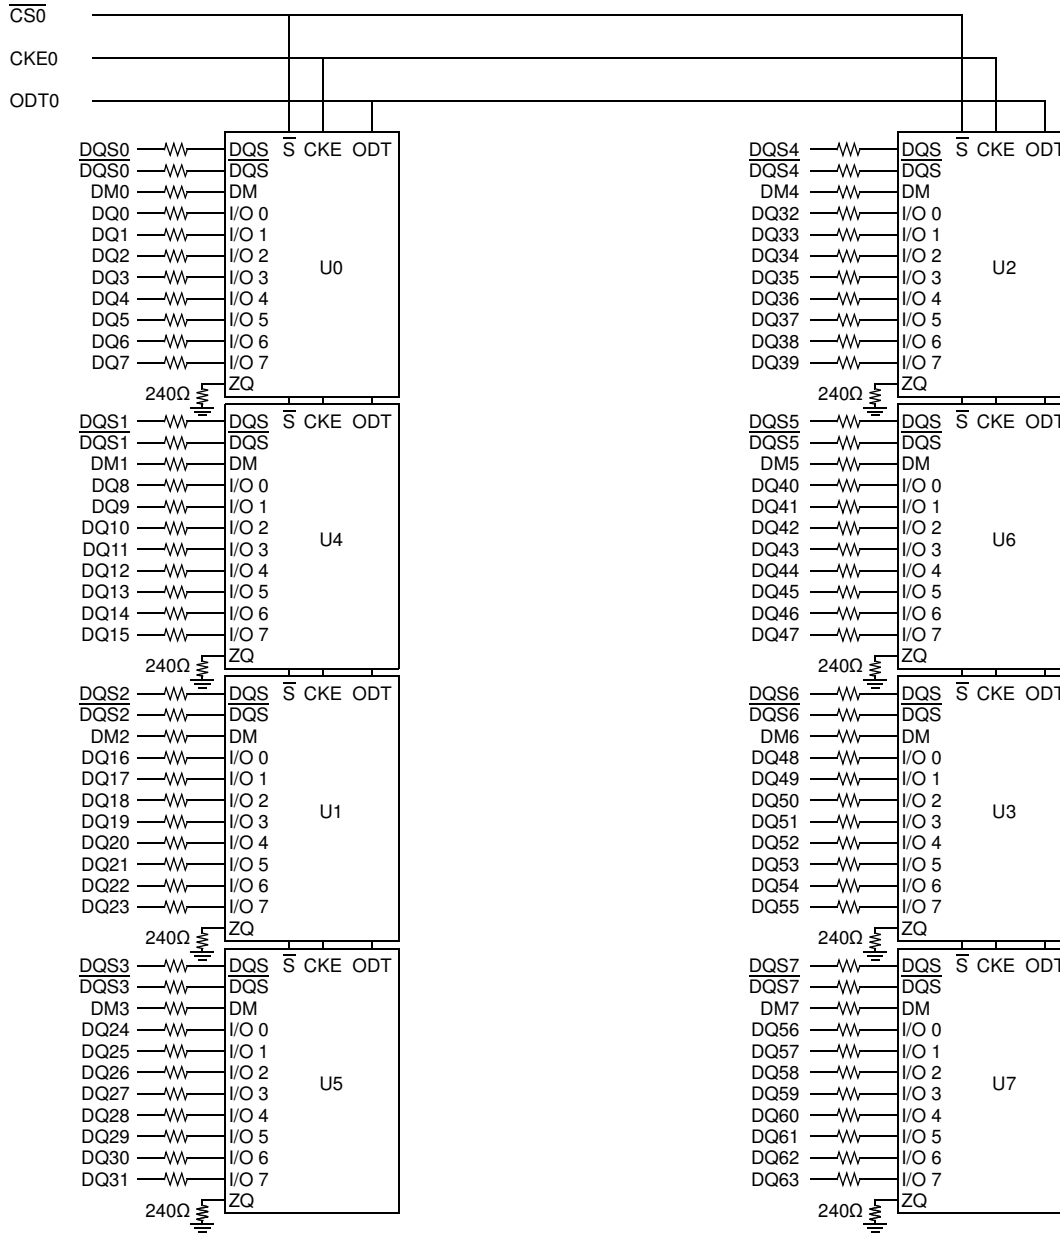 CS0
CKE0
ODT0
DQS0 DQS S CKE ODT
DQS0 DQS
DM0 DM
DQ0 I/O 0
DQ1 I/O 1
DQ2 I/O 2
U0
DQ3 I/O 3
DQ4 I/O 4
DQ5 I/O 5
DQ6 I/O 6
DQ7 I/O 7
ZQ
240Ω
DQS1 DQS S CKE ODT
DQS1 DQS
DM1 DM
DQ8 I/O 0
DQ9 I/O 1
DQ10 I/O 2
U4
DQ11 I/O 3
DQ12 I/O 4
DQ13 I/O 5
DQ14 I/O 6
DQ15 I/O 7
ZQ
240Ω
DQS2 DQS S CKE ODT
DQS2 DQS
DM2 DM
DQ16 I/O 0
DQ17 I/O 1
DQ18 I/O 2
U1
DQ19 I/O 3
DQ20 I/O 4
DQ21 I/O 5
DQ22 I/O 6
DQ23 I/O 7
ZQ
240Ω
DQS3 DQS S CKE ODT
DQS3 DQS
DM3 DM
DQ24 I/O 0
DQ25 I/O 1
DQ26 I/O 2
U5
DQ27 I/O 3
DQ28 I/O 4
DQ29 I/O 5
DQ30 I/O 6
DQ31 I/O 7
ZQ
240Ω
DQS4 DQS S CKE ODT
DQS4 DQS
DM4 DM
DQ32 I/O 0
DQ33 I/O 1
DQ34 I/O 2
U2
DQ35 I/O 3
DQ36 I/O 4
DQ37 I/O 5
DQ38 I/O 6
DQ39 I/O 7
ZQ
240Ω
DQS5 DQS S CKE ODT
DQS5 DQS
DM5 DM
DQ40 I/O 0
DQ41 I/O 1
DQ42 I/O 2
U6
DQ43 I/O 3
DQ44 I/O 4
DQ45 I/O 5
DQ46 I/O 6
DQ47 I/O 7
ZQ
240Ω
DQS6 DQS S CKE ODT
DQS6 DQS
DM6 DM
DQ48 I/O 0
DQ49 I/O 1
DQ50 I/O 2
U3
DQ51 I/O 3
DQ52 I/O 4
DQ53 I/O 5
DQ54 I/O 6
DQ55 I/O 7
ZQ
240Ω
DQS7 DQS S CKE ODT
DQS7 DQS
DM7 DM
DQ56 I/O 0
DQ57 I/O 1
DQ58 I/O 2
U7
DQ59 I/O 3
DQ60 I/O 4
DQ61 I/O 5
DQ62 I/O 6
DQ63 I/O 7
ZQ
240Ω